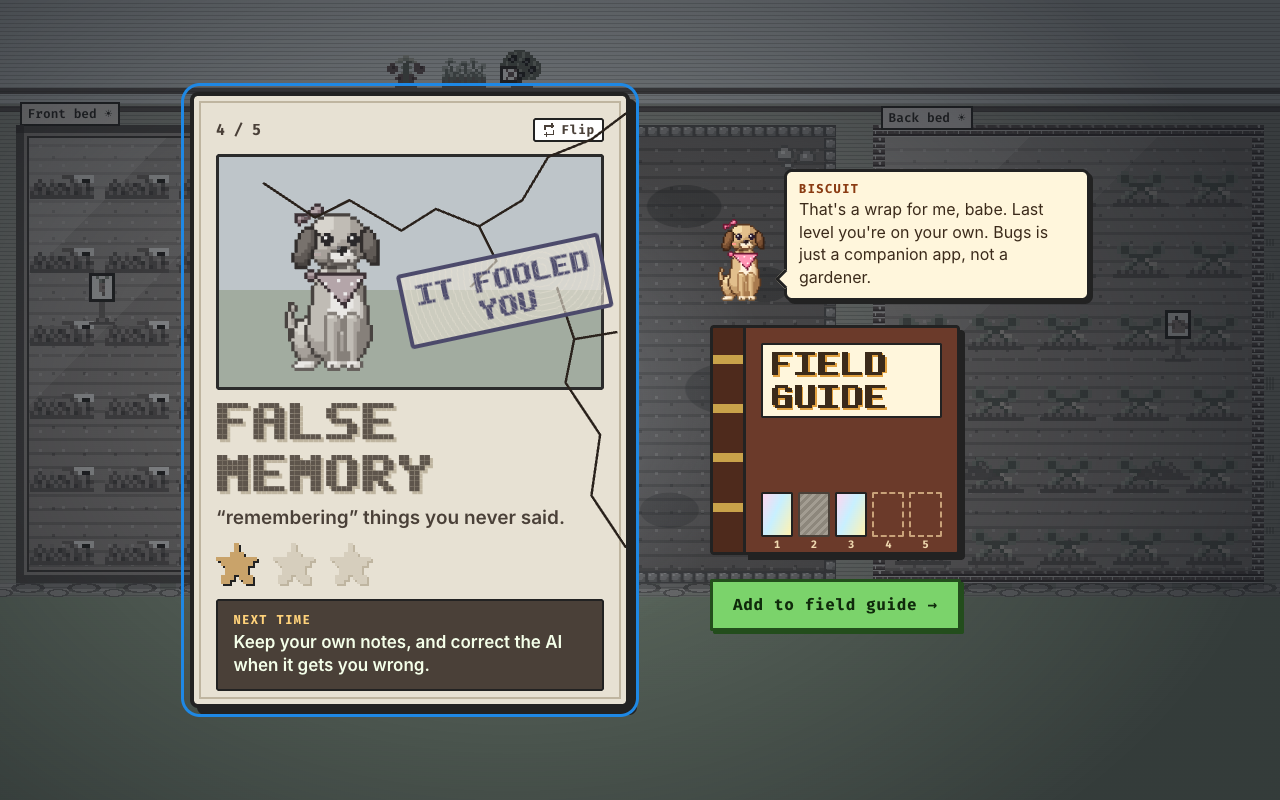 Front bed ☀
Back bed ☀
4 / 5
Flip
IT FOOLED
YOU
FALSE
MEMORY
“remembering” things you never said.
NEXT TIME
Keep your own notes, and correct the AI
when it gets you wrong.
BISCUIT
That's a wrap for me, babe. Last
level you're on your own. Bugs is
just a companion app, not a
gardener.
FIELD
GUIDE
1 2 3 4 5
Add to field guide →